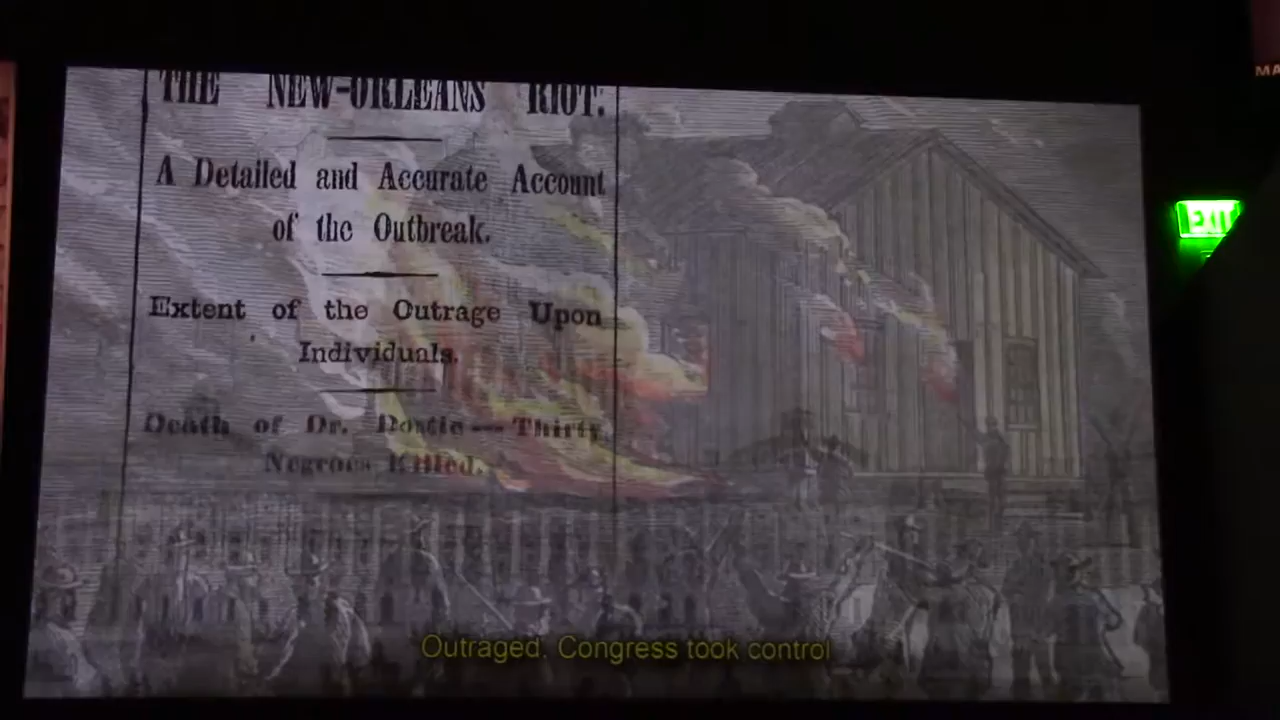 THE NEW-ORLEANS RIOT.
A Detailed and Accurate Account
of the Outbreak.
Extent of the Outrage Upon
Individuals.
Death of Dr. Dostie—Thirty
Negroes Killed.
Outraged, Congress took control
EXIT
MA